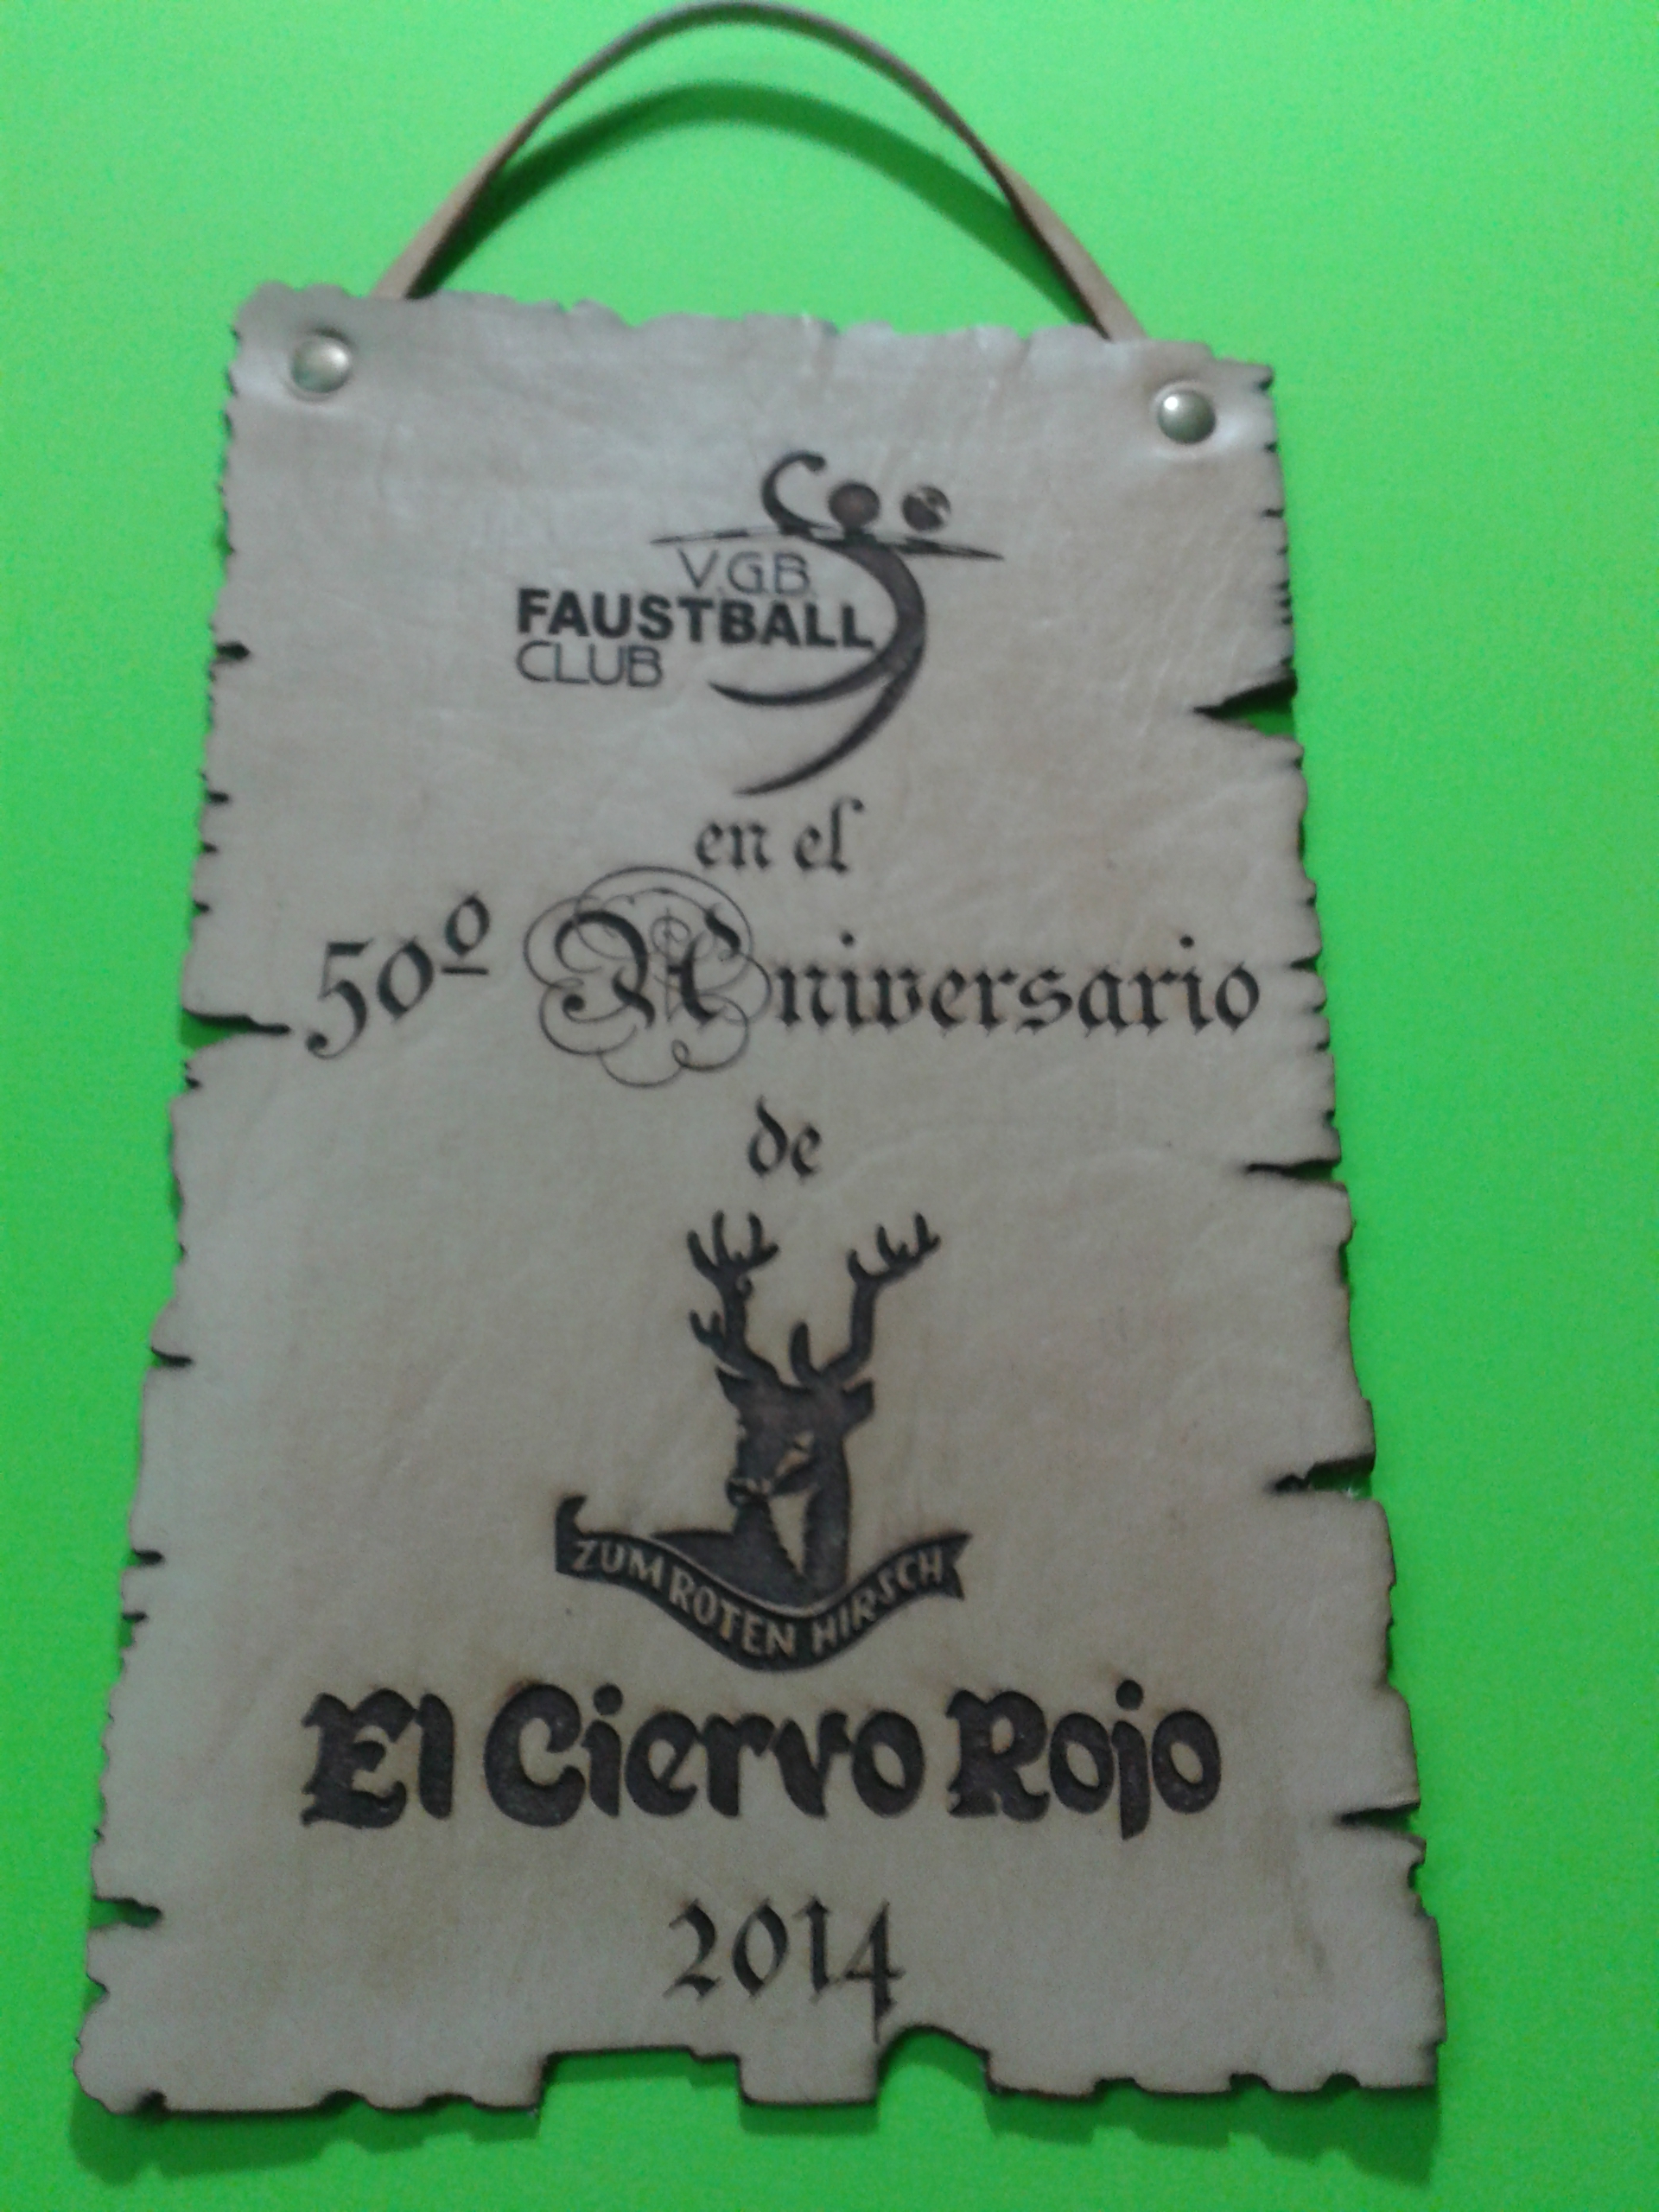 V.G.B.
FAUSTBALL
CLUB
en el
50º Aniversario
de
ZUM ROTEN HIRSCH
El Ciervo Rojo
2014